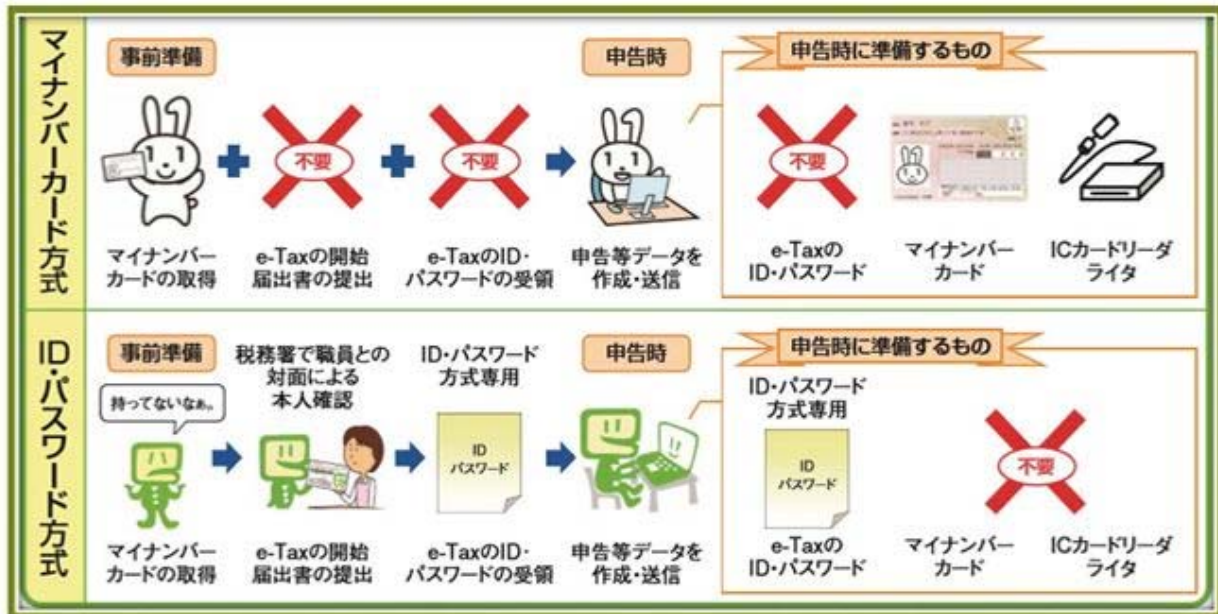 マイナンバーカード方式
事前準備
申告時
申告時に準備するもの
不要
不要
不要
マイナンバー
カードの取得
e-Taxの開始
届出書の提出
e-TaxのID・
パスワードの受領
申告等データを
作成・送信
e-Taxの
ID・パスワード
マイナンバー
カード
ICカードリーダ
ライタ
ID・パスワード方式
事前準備
税務署で職員との
対面による
本人確認
ID・パスワード
方式専用
申告時
申告時に準備するもの
持ってないなぁ。
ID
パスワード
ID・パスワード
方式専用
ID
パスワード
不要
マイナンバー
カードの取得
e-Taxの開始
届出書の提出
e-TaxのID・
パスワードの受領
申告等データを
作成・送信
e-Taxの
ID・パスワード
マイナンバー
カード
ICカードリーダ
ライタ